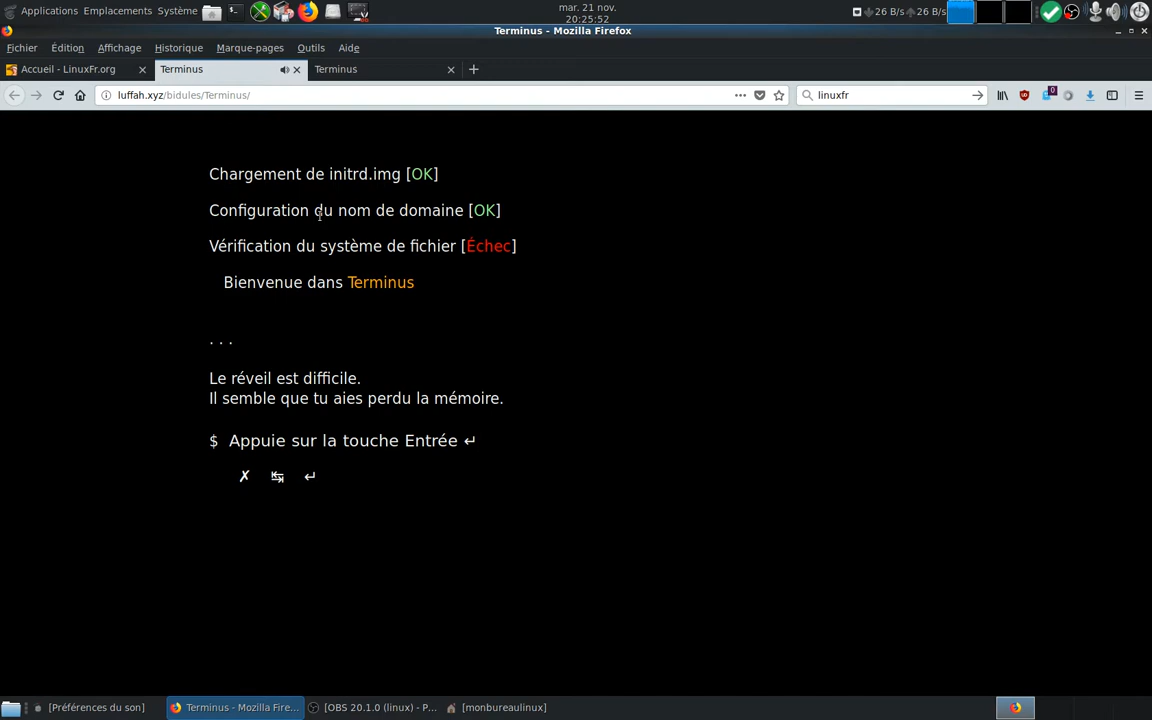 Applications Emplacements Système
mar. 21 nov.
20:25:52
26 B/s 26 B/s
Terminus - Mozilla Firefox
Fichier Édition Affichage Historique Marque-pages Outils Aide
Accueil - LinuxFr.org Terminus Terminus
luffah.xyz/bidules/Terminus/ linuxfr 0
Chargement de initrd.img [OK]
Configuration du nom de domaine [OK]
Vérification du système de fichier [Échec]
Bienvenue dans Terminus
. . .
Le réveil est difficile.
Il semble que tu aies perdu la mémoire.
$ Appuie sur la touche Entrée ↵
✗ ↹ ↵
[Préférences du son] Terminus - Mozilla Fire... [OBS 20.1.0 (linux) - P... [monbureaulinux]